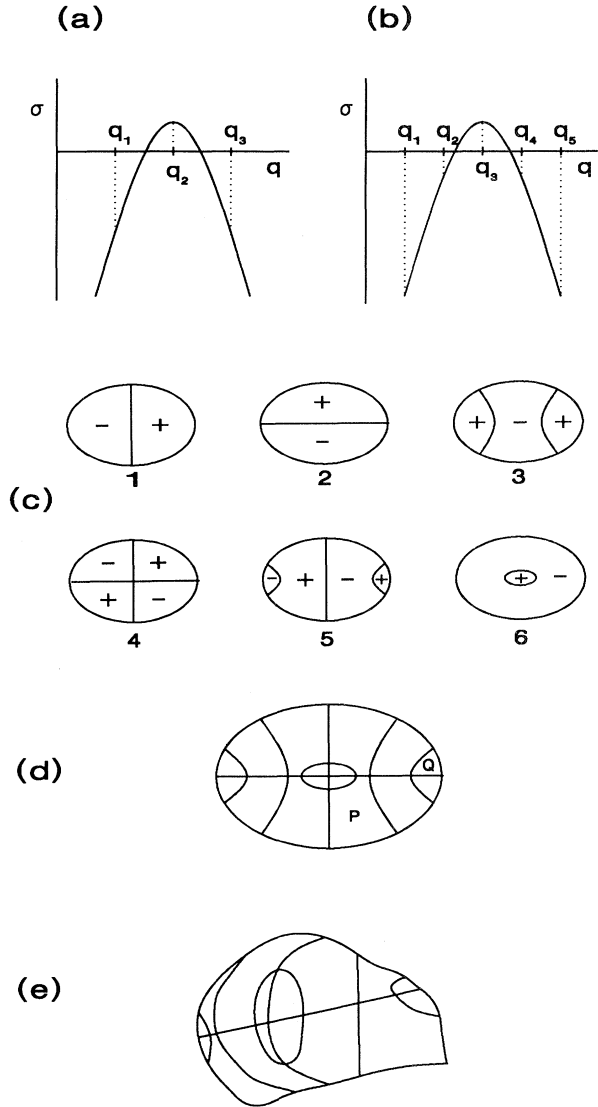 (a) (b)
σ σ
q1 q3 q1 q2 q4 q5
q2 q q3 q
- + + + - +
-
1 2 3
(c)
- + - + - + + -
+ -
4 5 6
(d)
Q
P
(e)